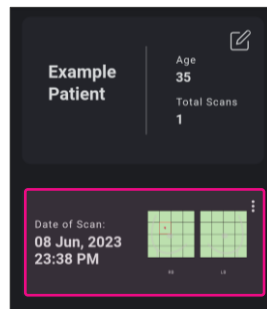 Example
Patient
Age
35
Total Scans
1
Date of Scan:
08 Jun, 2023
23:38 PM